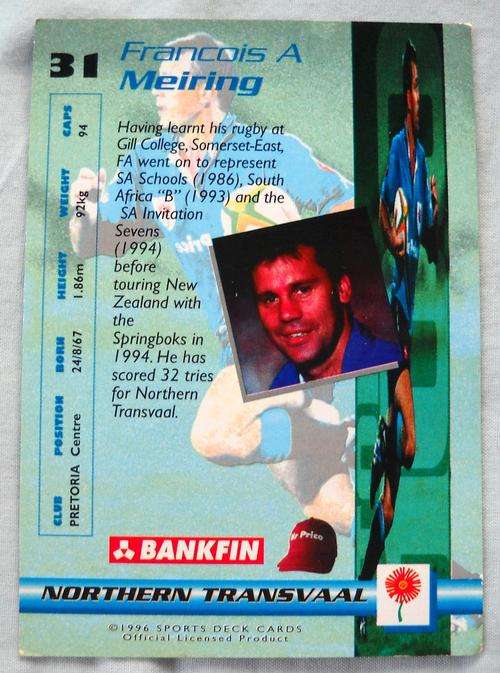 31
Francois A
Meiring
CLUB POSITION BORN HEIGHT WEIGHT CAPS
PRETORIA Centre 24/8/67 1.86m 92kg 94
Having learnt his rugby at
Gill College, Somerset-East,
FA went on to represent
SA Schools (1986), South
Africa "B" (1993) and the
SA Invitation
Sevens
(1994)
before
touring New
Zealand with
the
Springboks in
1994. He has
scored 32 tries
for Northern
Transvaal.
BANKFIN
Mr Price
NORTHERN TRANSVAAL
©1996 SPORTS DECK CARDS
Official Licensed Product